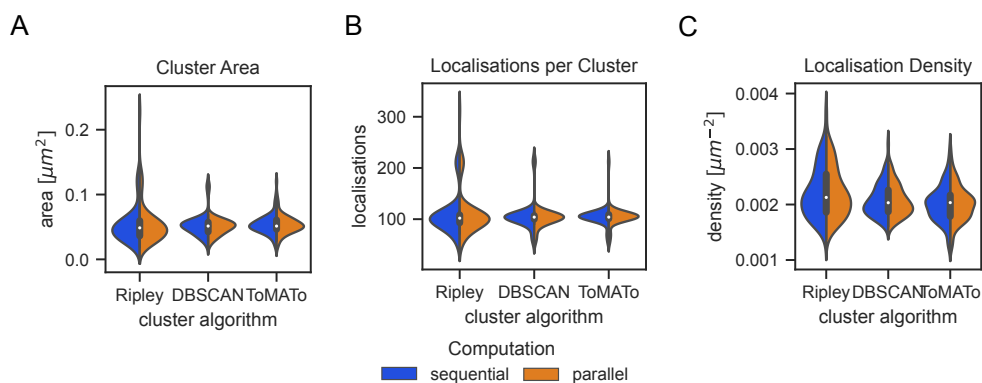 A
Cluster Area
area [μm²]
0.2
0.1
0.0
Ripley DBSCAN ToMATo
cluster algorithm
B
Localisations per Cluster
localisations
300
200
100
Ripley DBSCAN ToMATo
cluster algorithm
C
Localisation Density
density [μm⁻²]
0.004
0.003
0.002
0.001
Ripley DBSCAN ToMATo
cluster algorithm
Computation
sequential parallel